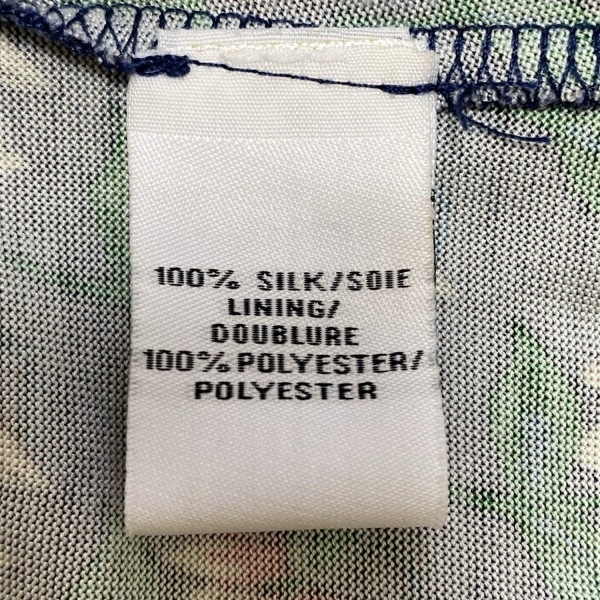 100% SILK/SOIE
LINING/
DOUBLURE
100% POLYESTER/
POLYESTER